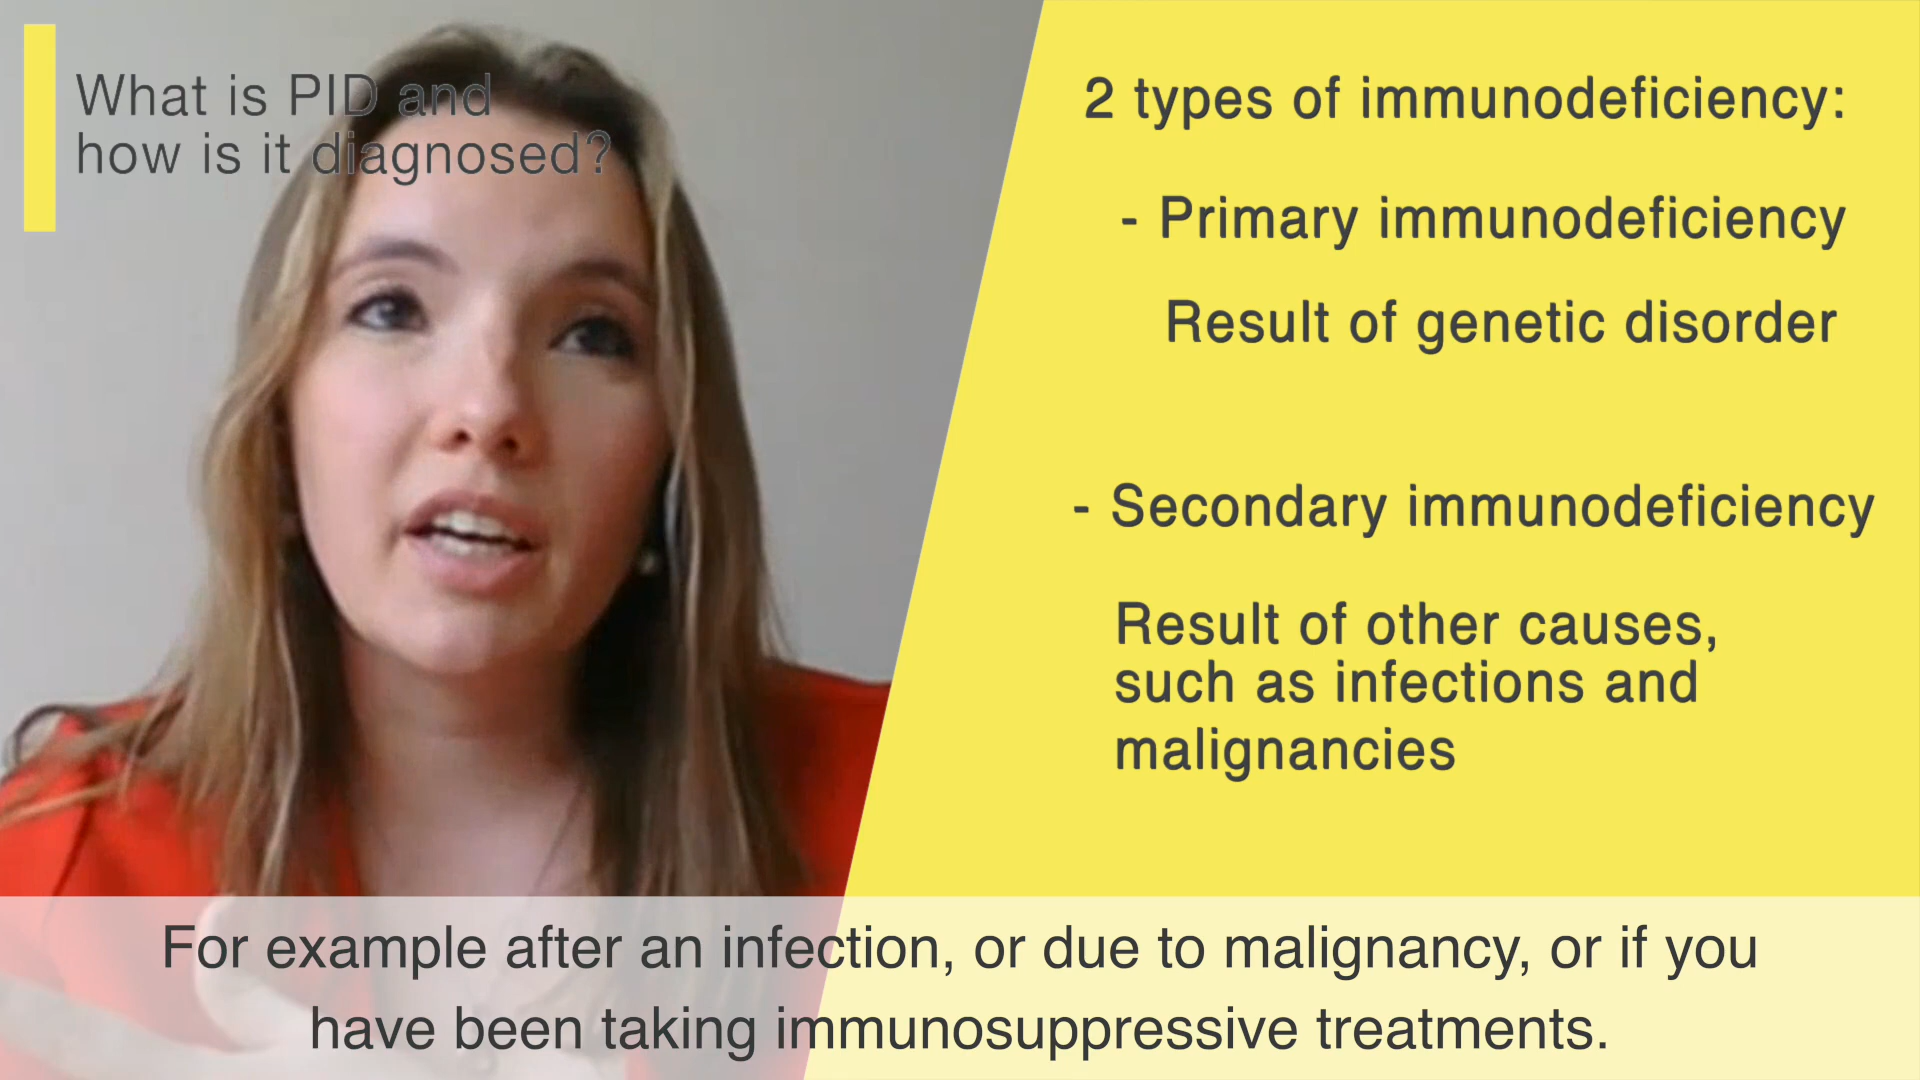 What is PID and
how is it diagnosed?
2 types of immunodeficiency:
- Primary immunodeficiency
Result of genetic disorder
- Secondary immunodeficiency
Result of other causes,
such as infections and
malignancies
For example after an infection, or due to malignancy, or if you
have been taking immunosuppressive treatments.